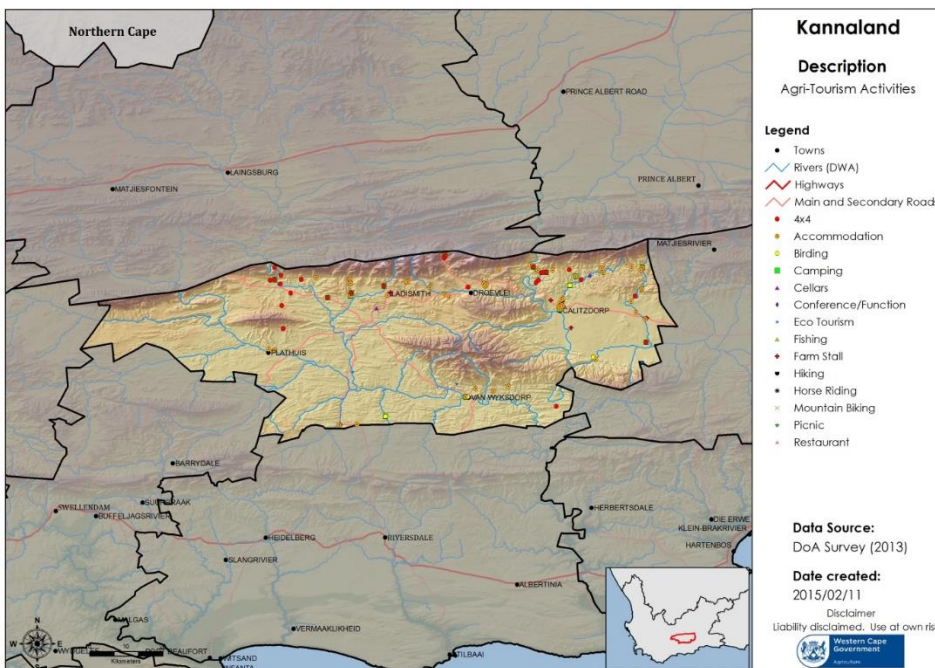 Northern Cape
PRINCE ALBERT ROAD
LAINGSBURG
MATJIESFONTEIN
PRINCE ALBERT
MATJIESRIVIER
LADISMITH
DROEVLEI
CALITZDORP
PLATHUIS
VAN WYKSDORP
BARRYDALE
SWELLENDAM
BUFFELJAGSRIVIER
HERBERTSDALE
DIE ERWE
KLEIN-BRAKRIVIER
HARTENBOS
HEIDELBERG
RIVERSDALE
SLANGRIVIER
ALBERTINIA
VERMAAKLIKHEID
WITSAND
N
W
E
S
10
Kilometers
Kannaland
Description
Agri-Tourism Activities
Legend
Towns
Rivers (DWA)
Highways
Main and Secondary Road
4x4
Accommodation
Birding
Camping
Cellars
Conference/Function
Eco Tourism
Fishing
Farm Stall
Hiking
Horse Riding
Mountain Biking
Picnic
Restaurant
Data Source:
DoA Survey (2013)
Date created:
2015/02/11
Disclaimer
Liability disclaimed. Use at own ris
Western Cape
Government
Agriculture